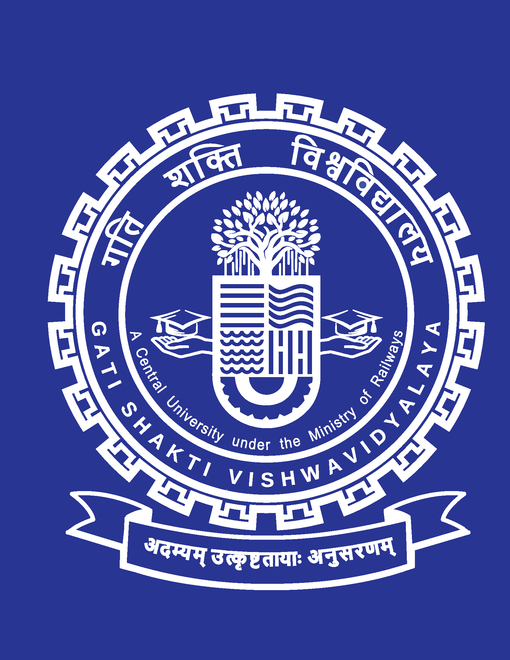 गति शक्ति विश्वविद्यालय
A Central University under the Ministry of Railways
GATI SHAKTI VISHWAVIDYALAYA
अदम्यम् उत्कृष्टतायाः अनुसरणम्